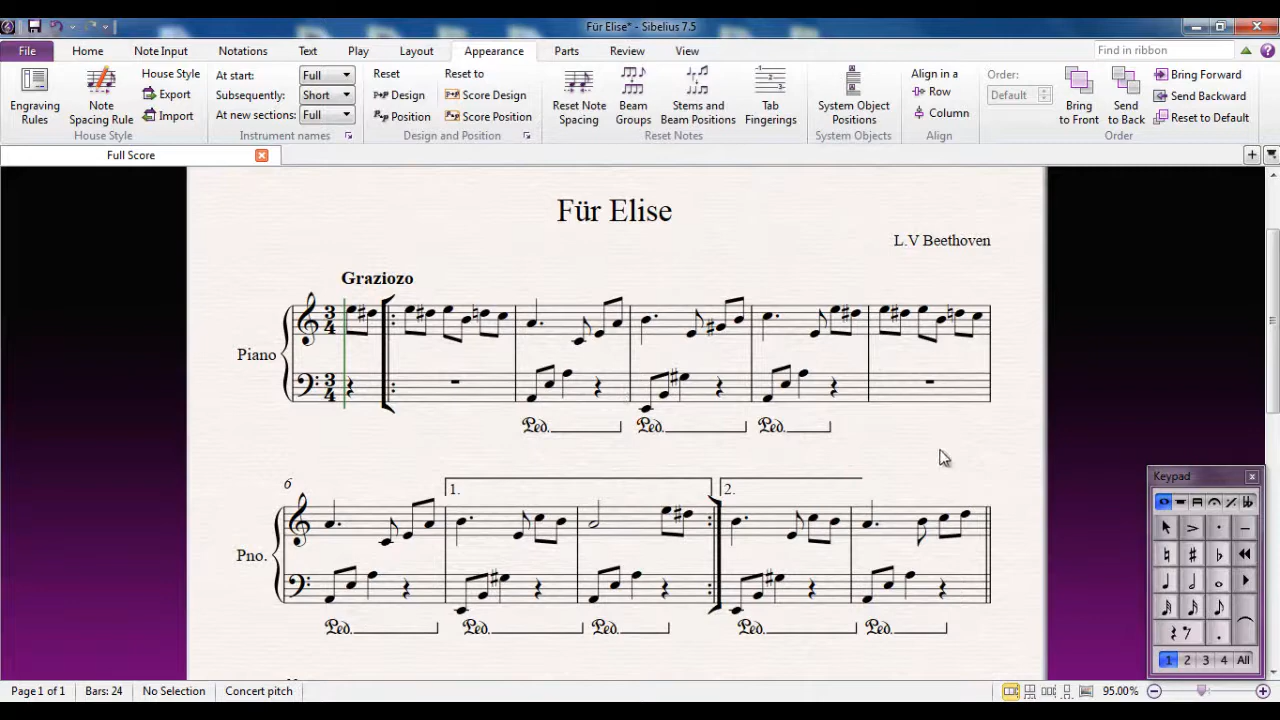 Für Elise* - Sibelius 7.5
File Home Note Input Notations Text Play Layout Appearance Parts Review View Find in ribbon
Engraving Rules
Note Spacing Rule
House Style
Export
Import
House Style
At start: Full
Subsequently: Short
At new sections: Full
Instrument names
Reset
Design
Position
Reset to
Score Design
Score Position
Design and Position
Reset Note Spacing
Beam Groups
Stems and Beam Positions
Reset Notes
Tab Fingerings
System Object Positions
System Objects
Align in a
Row
Column
Align
Order:
Default
Bring to Front
Send to Back
Bring Forward
Send Backward
Reset to Default
Order
Full Score
Für Elise
L.V Beethoven
Graziozo
3 4
Piano
3 4
Ped. Ped. Ped.
6
1. 2.
Pno.
Ped. Ped. Ped. Ped. Ped.
Keypad
1 2 3 4 All
Page 1 of 1 Bars: 24 No Selection Concert pitch 95.00%